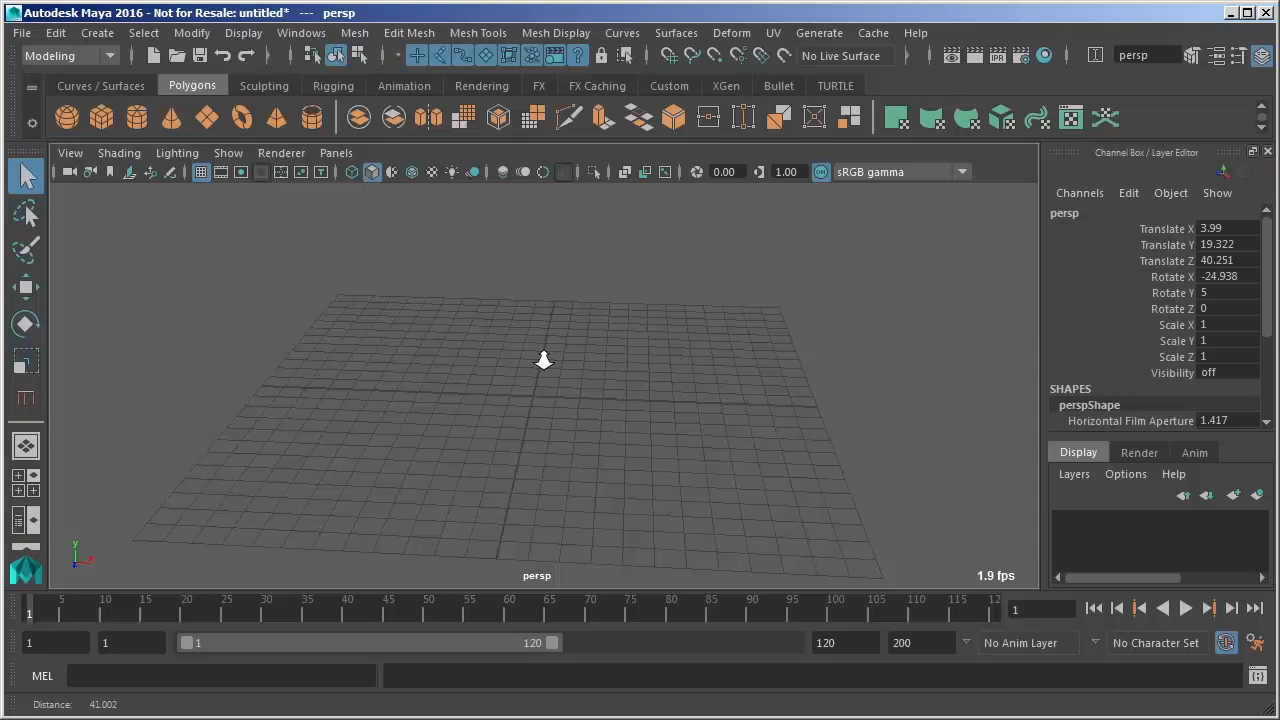 Autodesk Maya 2016 - Not for Resale: untitled* --- persp
File Edit Create Select Modify Display Windows Mesh Edit Mesh Mesh Tools Mesh Display Curves Surfaces Deform UV Generate Cache Help
Modeling No Live Surface IPR persp
Curves / Surfaces Polygons Sculpting Rigging Animation Rendering FX FX Caching Custom XGen Bullet TURTLE
View Shading Lighting Show Renderer Panels
0.00 1.00 ON sRGB gamma
Channel Box / Layer Editor
Channels Edit Object Show
persp
Translate X 3.99
Translate Y 19.322
Translate Z 40.251
Rotate X -24.938
Rotate Y 5
Rotate Z 0
Scale X 1
Scale Y 1
Scale Z 1
Visibility off
SHAPES
perspShape
Horizontal Film Aperture 1.417
Display Render Anim
Layers Options Help
y
x
z
persp
1.9 fps
1 5 10 15 20 25 30 35 40 45 50 55 60 65 70 75 80 85 90 95 100 105 110 115 12 1
1 1 1 120 120 200 No Anim Layer No Character Set
MEL
Distance: 41.002